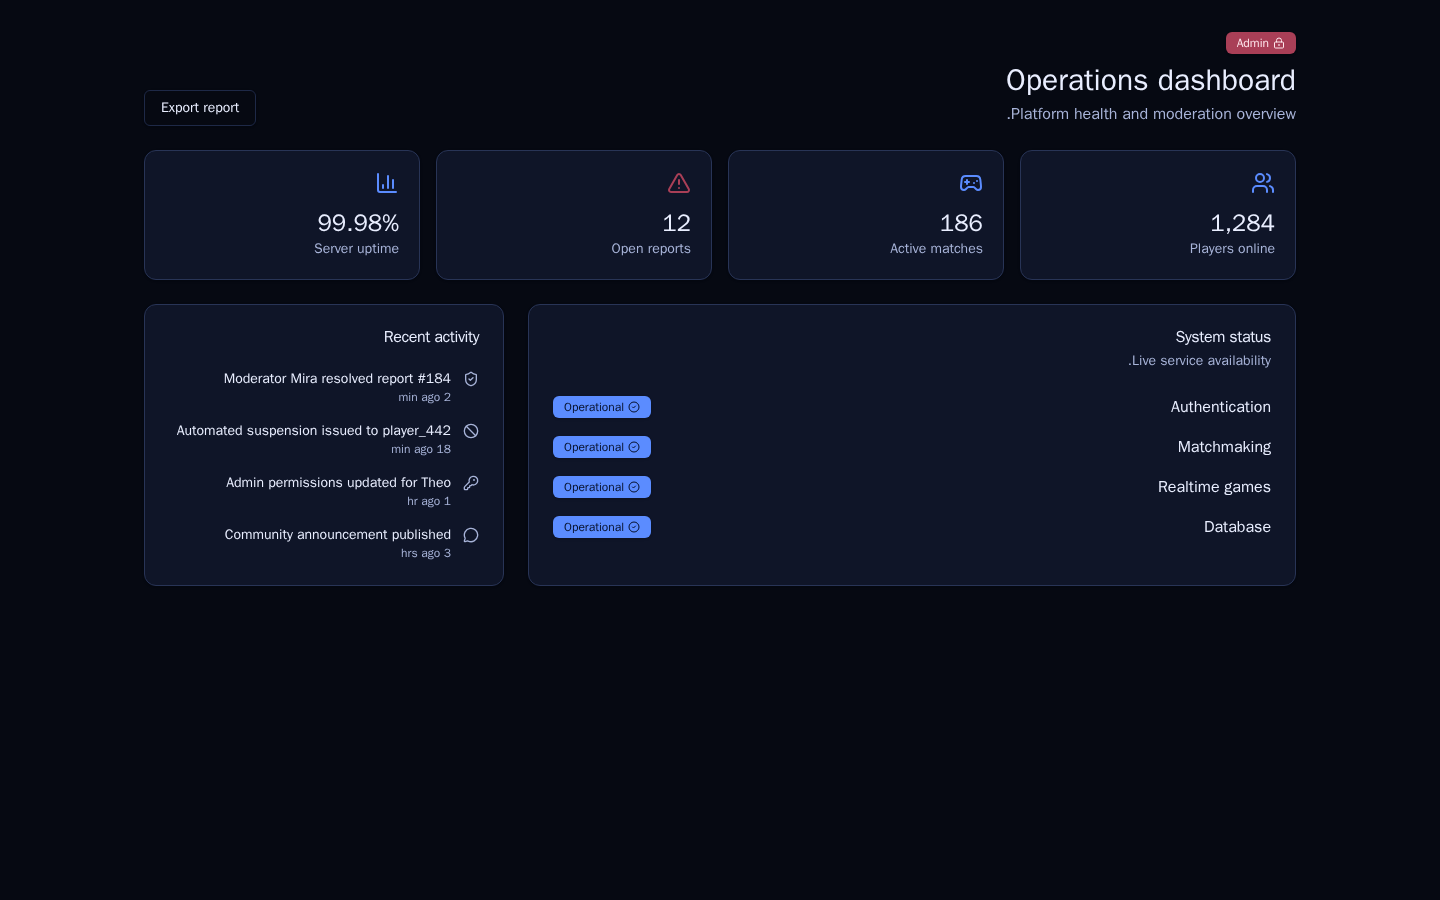 Admin
Operations dashboard
.Platform health and moderation overview
Export report
1,284
Players online
186
Active matches
12
Open reports
99.98%
Server uptime
System status
.Live service availability
Authentication
Operational
Matchmaking
Operational
Realtime games
Operational
Database
Operational
Recent activity
Moderator Mira resolved report #184
min ago 2
Automated suspension issued to player_442
min ago 18
Admin permissions updated for Theo
hr ago 1
Community announcement published
hrs ago 3